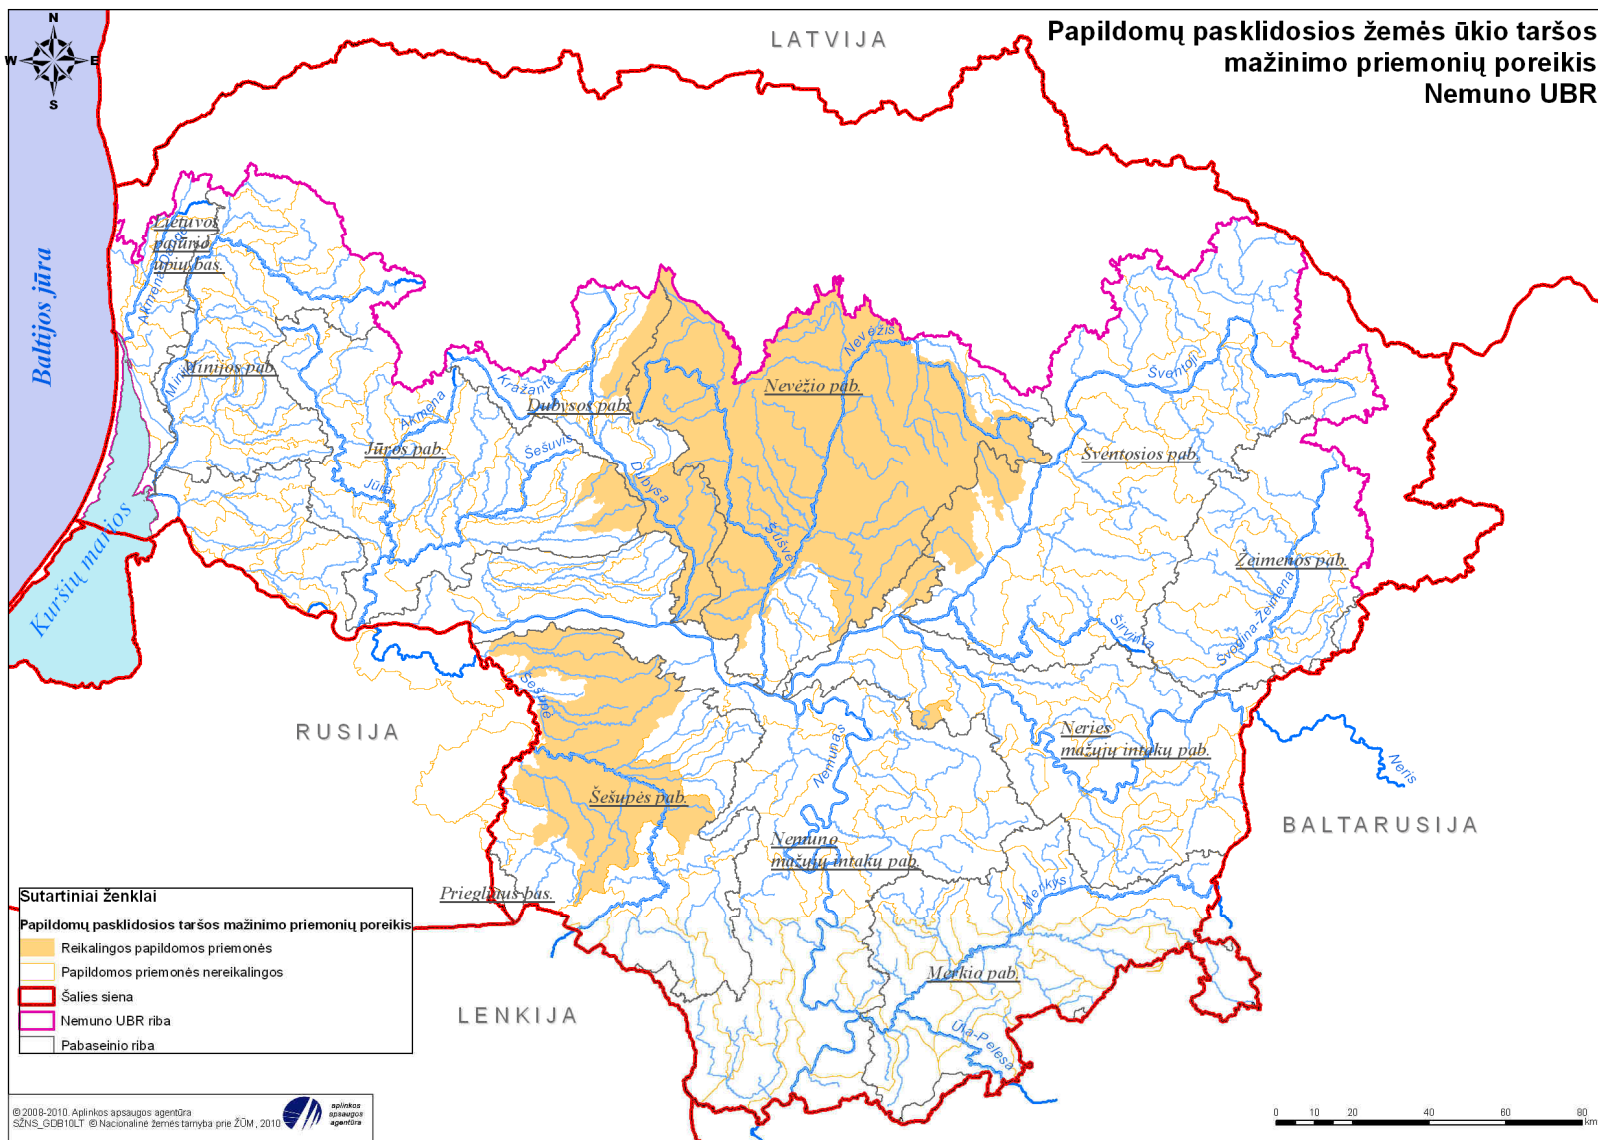 Papildomų pasklidosios žemės ūkio taršos
mažinimo priemonių poreikis
Nemuno UBR
N
W
E
S
LATVIJA
Baltijos jūra
Kuršių marios
RUSIJA
LENKIJA
BALTARUSIJA
Lietuvos
pajūrio
upių bas.
Akmena-Danė
Minija
Minijos pab.
Jūros pab.
Jūra
Akmena
Kražantė
Šešuvis
Dubysos pab.
Dubysa
Nevėžio pab.
Nevėžis
Šušvė
Šventoji
Šventosios pab.
Žeimenos pab.
Švogina-Žeimena
Širvinta
Neries
mažųjų intakų pab.
Neris
Šešupė
Šešupės pab.
Nemunas
Nemuno
mažųjų intakų pab.
Prieglius bas.
Merkys
Merkio pab.
Ūla-Pelesa
Sutartiniai ženklai
Papildomų pasklidosios taršos mažinimo priemonių poreikis
Reikalingos papildomos priemonės
Papildomos priemonės nereikalingos
Šalies siena
Nemuno UBR riba
Pabaseinio riba
© 2008-2010. Aplinkos apsaugos agentūra
SŽNS_GDB10LT © Nacionalinė žemės tarnyba prie ŽŪM, 2010
aplinkos
apsaugos
agentūra
0 10 20 40 60 80
km